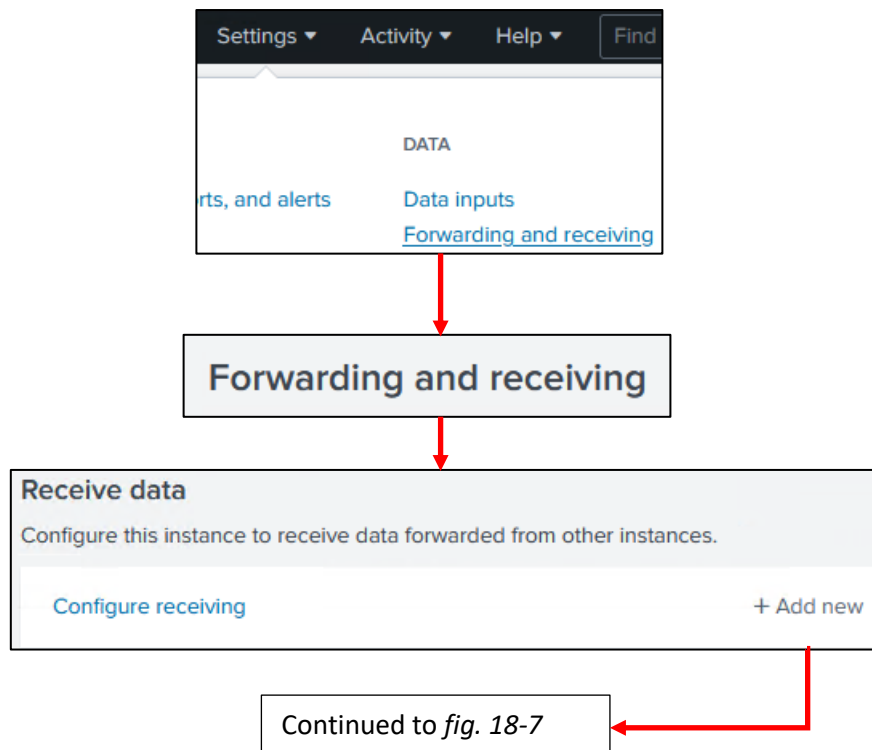 Settings ▾ Activity ▾ Help ▾ Find
DATA
rts, and alerts Data inputs
Forwarding and receiving
Forwarding and receiving
Receive data
Configure this instance to receive data forwarded from other instances.
Configure receiving + Add new
Continued to fig. 18-7